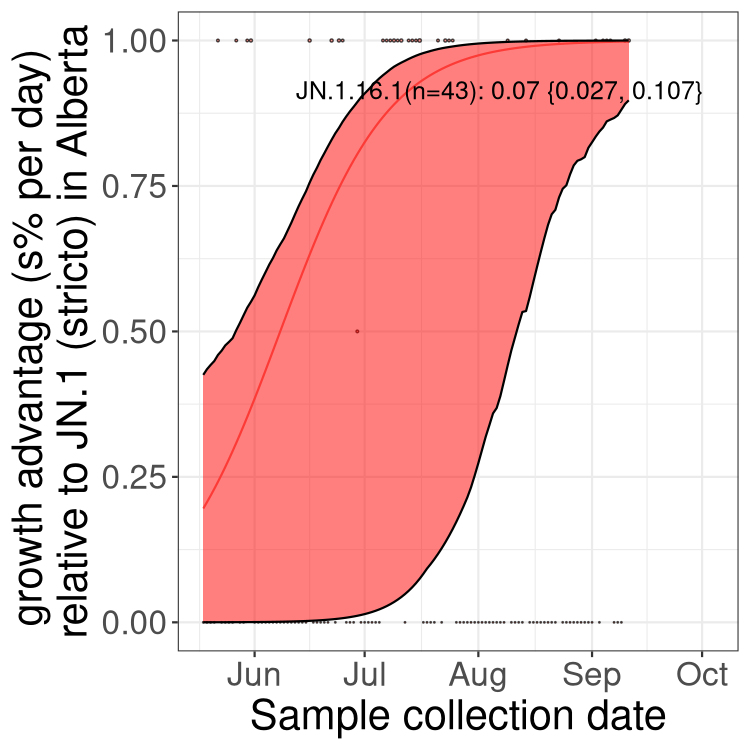 growth advantage (s% per day)
relative to JN.1 (stricto) in Alberta
1.00
0.75
0.50
0.25
0.00
JN.1.16.1(n=43): 0.07 {0.027, 0.107}
Jun Jul Aug Sep Oct
Sample collection date